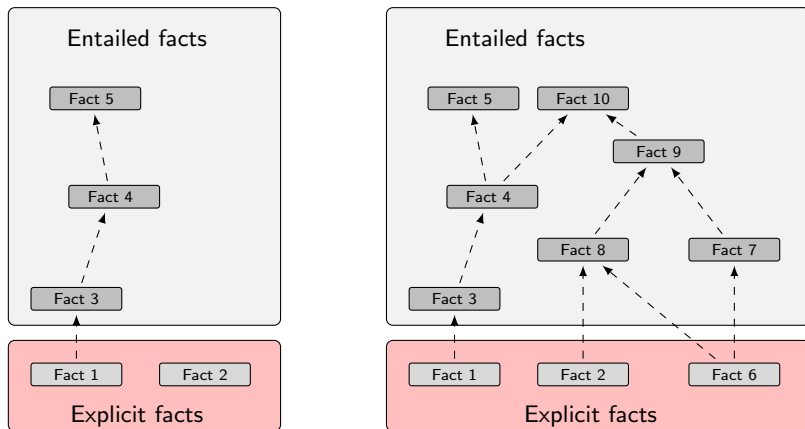 Entailed facts
Fact 5
Fact 4
Fact 3
Fact 1
Fact 2
Explicit facts
Entailed facts
Fact 5
Fact 10
Fact 9
Fact 4
Fact 8
Fact 7
Fact 3
Fact 1
Fact 2
Fact 6
Explicit facts